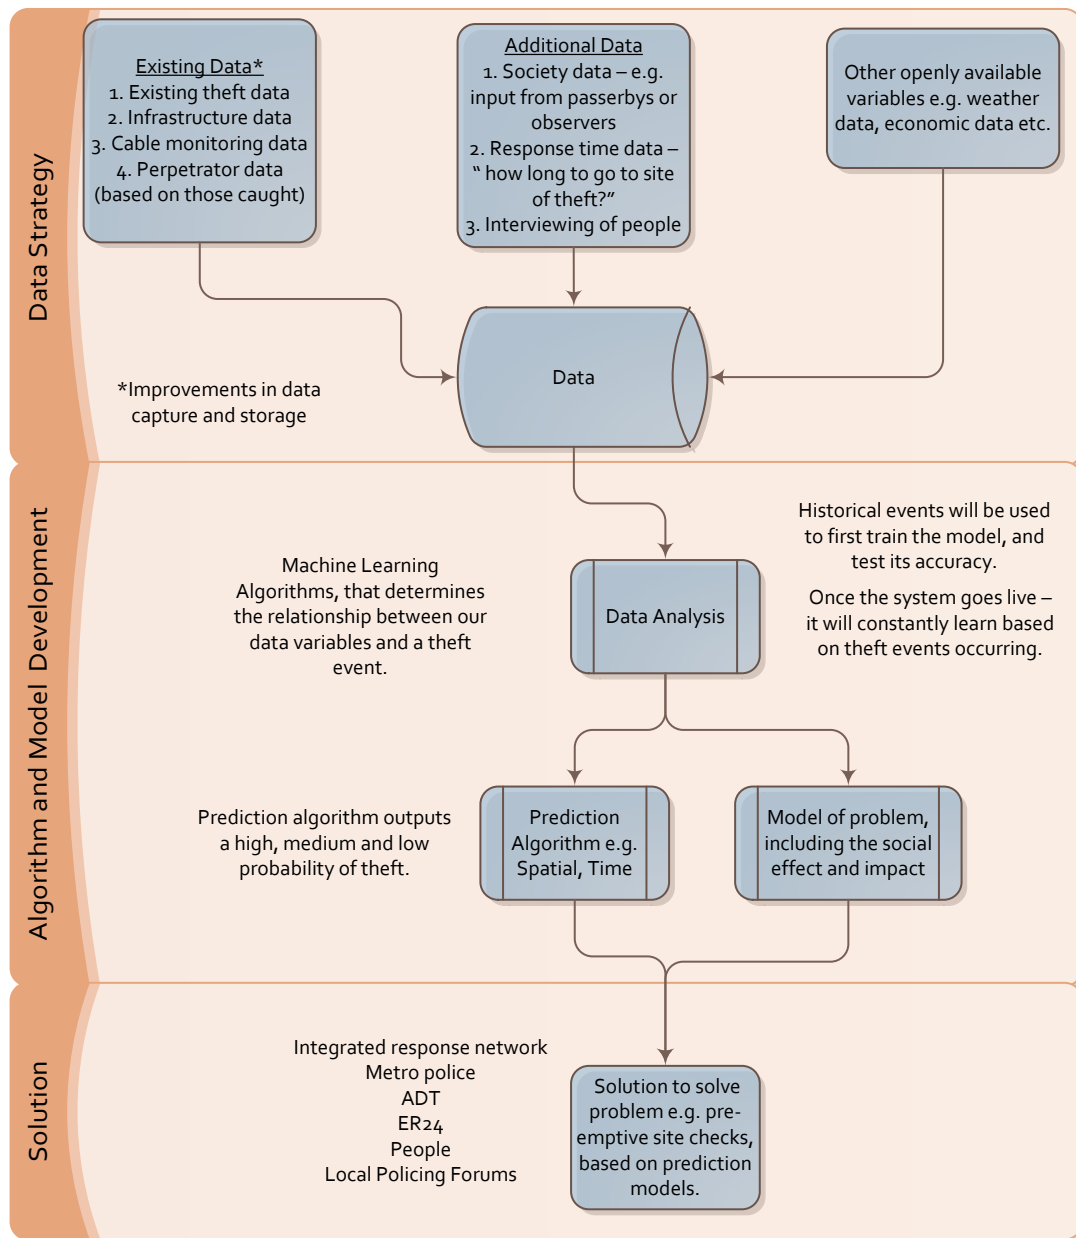 Data Strategy
Existing Data*
1. Existing theft data
2. Infrastructure data
3. Cable monitoring data
4. Perpetrator data
(based on those caught)
Additional Data
1. Society data – e.g.
input from passerbys or
observers
2. Response time data –
“ how long to go to site
of theft?”
3. Interviewing of people
Other openly available
variables e.g. weather
data, economic data etc.
Data
*Improvements in data
capture and storage
Algorithm and Model Development
Machine Learning
Algorithms, that determines
the relationship between our
data variables and a theft
event.
Data Analysis
Historical events will be used
to first train the model, and
test its accuracy.
Once the system goes live –
it will constantly learn based
on theft events occurring.
Prediction algorithm outputs
a high, medium and low
probability of theft.
Prediction
Algorithm e.g.
Spatial, Time
Model of problem,
including the social
effect and impact
Solution
Integrated response network
Metro police
ADT
ER24
People
Local Policing Forums
Solution to solve
problem e.g. pre-
emptive site checks,
based on prediction
models.